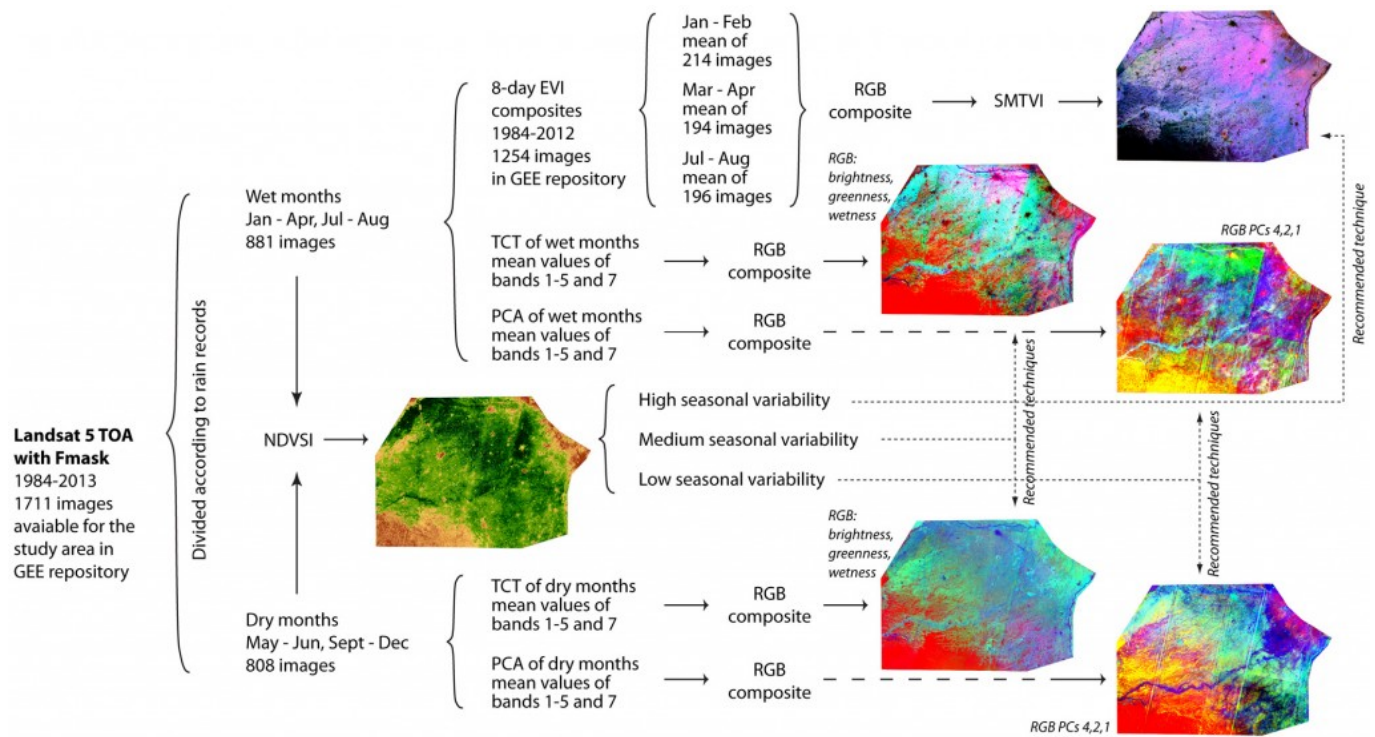 Landsat 5 TOA
with Fmask
1984-2013
1711 images
avaiable for the
study area in
GEE repository
Divided according to rain records
Wet months
Jan - Apr, Jul - Aug
881 images
NDVSI
Dry months
May - Jun, Sept - Dec
808 images
8-day EVI
composites
1984-2012
1254 images
in GEE repository
Jan - Feb
mean of
214 images
Mar - Apr
mean of
194 images
Jul - Aug
mean of
196 images
RGB
composite
SMTVI
TCT of wet months
mean values of
bands 1-5 and 7
RGB
composite
RGB:
brightness,
greenness,
wetness
PCA of wet months
mean values of
bands 1-5 and 7
RGB
composite
RGB PCs 4,2,1
High seasonal variability
Medium seasonal variability
Low seasonal variability
Recommended techniques
Recommended techniques
Recommended technique
TCT of dry months
mean values of
bands 1-5 and 7
RGB
composite
RGB:
brightness,
greenness,
wetness
PCA of dry months
mean values of
bands 1-5 and 7
RGB
composite
RGB PCs 4,2,1